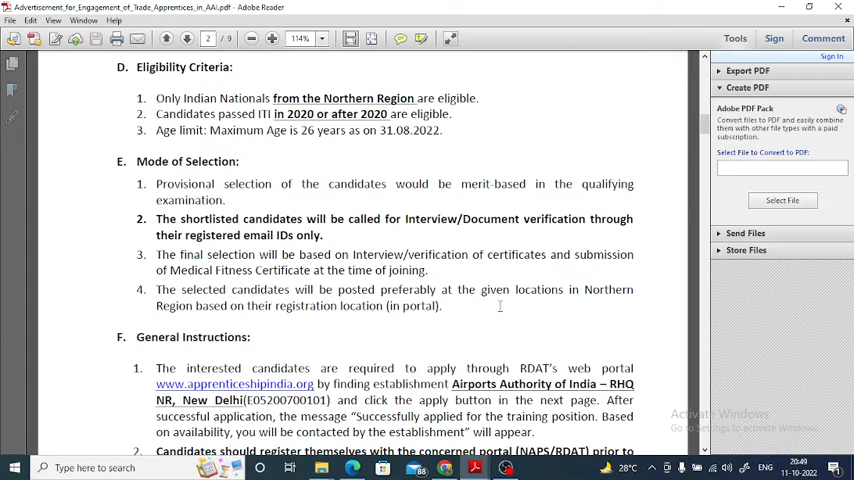 Advertisement_for_Engagement_of_Trade_Apprentices_in_AAI.pdf - Adobe Reader
File Edit View Window Help
2 / 9 114% Tools Sign Comment
Sign In
Export PDF
Create PDF
Adobe PDF Pack
Convert files to PDF and easily combine
them with other file types with a paid
subscription.
Select File to Convert to PDF:
Select File
Send Files
Store Files
D. Eligibility Criteria:
1. Only Indian Nationals from the Northern Region are eligible.
2. Candidates passed ITI in 2020 or after 2020 are eligible.
3. Age limit: Maximum Age is 26 years as on 31.08.2022.
E. Mode of Selection:
1. Provisional selection of the candidates would be merit-based in the qualifying
examination.
2. The shortlisted candidates will be called for Interview/Document verification through
their registered email IDs only.
3. The final selection will be based on Interview/verification of certificates and submission
of Medical Fitness Certificate at the time of joining.
4. The selected candidates will be posted preferably at the given locations in Northern
Region based on their registration location (in portal).
F. General Instructions:
1. The interested candidates are required to apply through RDAT's web portal
www.apprenticeshipindia.org by finding establishment Airports Authority of India – RHQ
NR, New Delhi(E05200700101) and click the apply button in the next page. After
successful application, the message "Successfully applied for the training position. Based
on availability, you will be contacted by the establishment" will appear.
2. Candidates should register themselves with the concerned portal (NAPS/RDAT) prior to
Activate Windows
Go to Settings to activate Windows.
Type here to search
88
28°C
ENG
20:49
11-10-2022
1